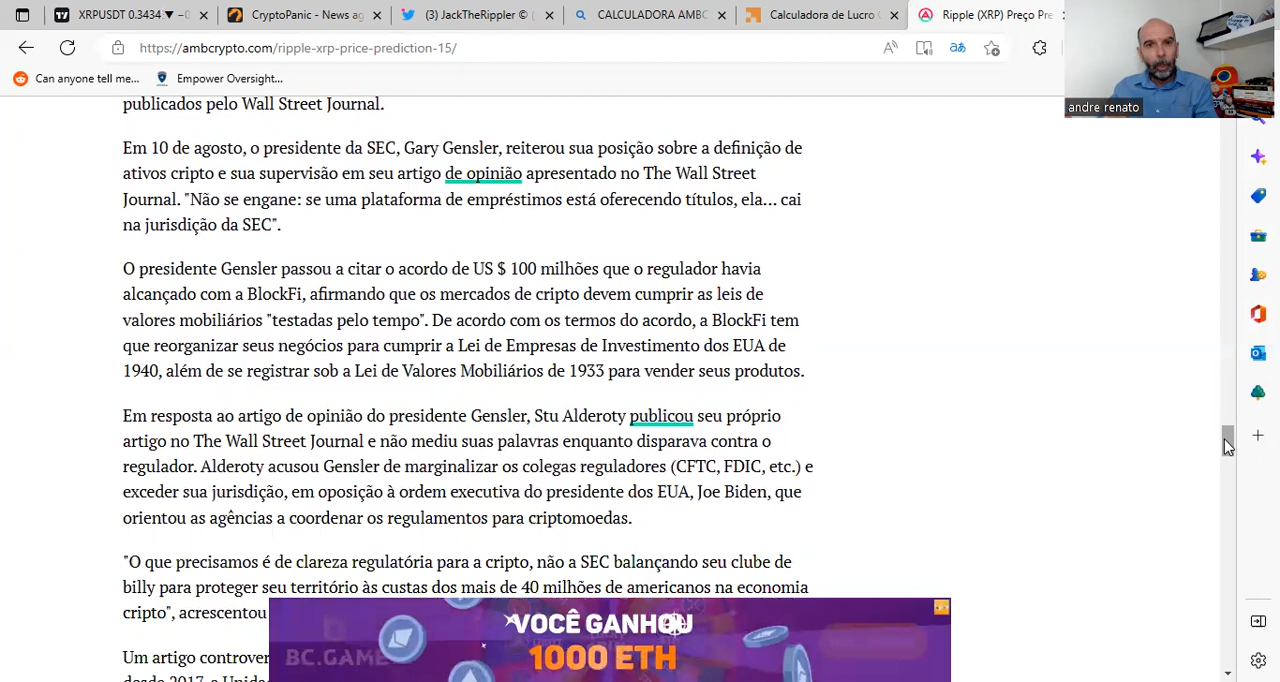 XRPUSDT 0.3434 ▼ −0
CryptoPanic - News ag
(3) JackTheRippler © (
CALCULADORA AMBC
Calculadora de Lucro
Ripple (XRP) Preço Pre
https://ambcrypto.com/ripple-xrp-price-prediction-15/
Can anyone tell me...
Empower Oversight...
andre renato
publicados pelo Wall Street Journal.
Em 10 de agosto, o presidente da SEC, Gary Gensler, reiterou sua posição sobre a definição de
ativos cripto e sua supervisão em seu artigo de opinião apresentado no The Wall Street
Journal. "Não se engane: se uma plataforma de empréstimos está oferecendo títulos, ela... cai
na jurisdição da SEC".
O presidente Gensler passou a citar o acordo de US $ 100 milhões que o regulador havia
alcançado com a BlockFi, afirmando que os mercados de cripto devem cumprir as leis de
valores mobiliários "testadas pelo tempo". De acordo com os termos do acordo, a BlockFi tem
que reorganizar seus negócios para cumprir a Lei de Empresas de Investimento dos EUA de
1940, além de se registrar sob a Lei de Valores Mobiliários de 1933 para vender seus produtos.
Em resposta ao artigo de opinião do presidente Gensler, Stu Alderoty publicou seu próprio
artigo no The Wall Street Journal e não mediu suas palavras enquanto disparava contra o
regulador. Alderoty acusou Gensler de marginalizar os colegas reguladores (CFTC, FDIC, etc.) e
exceder sua jurisdição, em oposição à ordem executiva do presidente dos EUA, Joe Biden, que
orientou as agências a coordenar os regulamentos para criptomoedas.
"O que precisamos é de clareza regulatória para a cripto, não a SEC balançando seu clube de
billy para proteger seu território às custas dos mais de 40 milhões de americanos na economia
cripto", acrescentou
Um artigo controver
desde 2017, a Unida
BC.GAME
VOCÊ GANHOU
1000 ETH